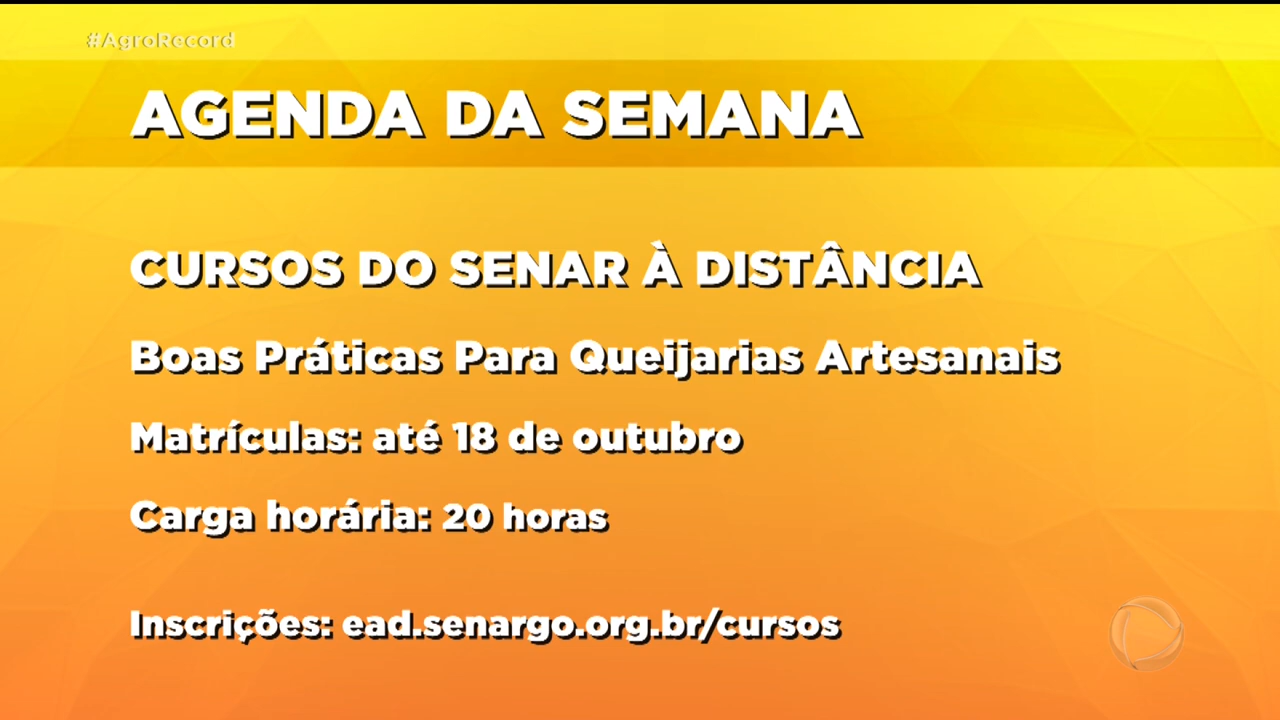 #AgroRecord
AGENDA DA SEMANA
CURSOS DO SENAR À DISTÂNCIA
Boas Práticas Para Queijarias Artesanais
Matrículas: até 18 de outubro
Carga horária: 20 horas
Inscrições: ead.senargo.org.br/cursos